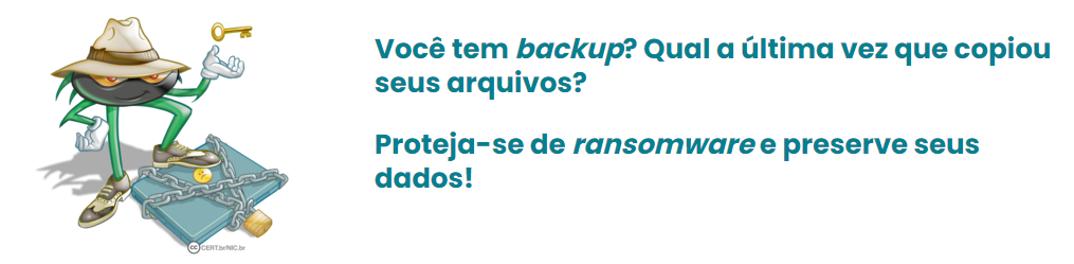 Você tem backup? Qual a última vez que copiou
seus arquivos?
Proteja-se de ransomware e preserve seus
dados!
cc CERT.br/NIC.br